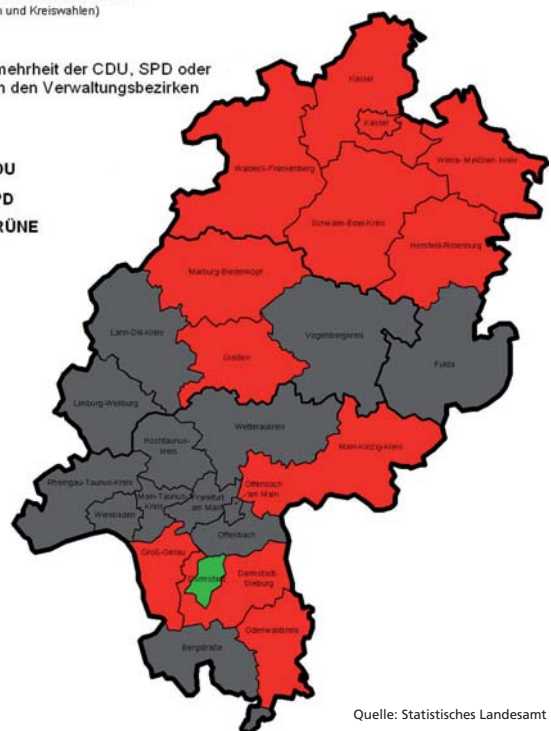 n und Kreiswahlen)
mehrheit der CDU, SPD oder
n den Verwaltungsbezirken
DU
PD
RÜNE
Kassel
Kassel
Werra-Meißner-Kreis
Waldeck-Frankenberg
Schwalm-Eder-Kreis
Hersfeld-Rotenburg
Marburg-Biedenkopf
Lahn-Dill-Kreis
Vogelsbergkreis
Gießen
Fulda
Limburg-Weilburg
Wetteraukreis
Hochtaunus-
kreis
Main-Kinzig-Kreis
Rheingau-Taunus-Kreis
Main-Taunus-
Kreis
Frankfurt
am Main
Offenbach
am Main
Wiesbaden
Offenbach
Groß-Gerau
Darmstadt
Darmstadt-
Dieburg
Odenwaldkreis
Bergstraße
Quelle: Statistisches Landesamt